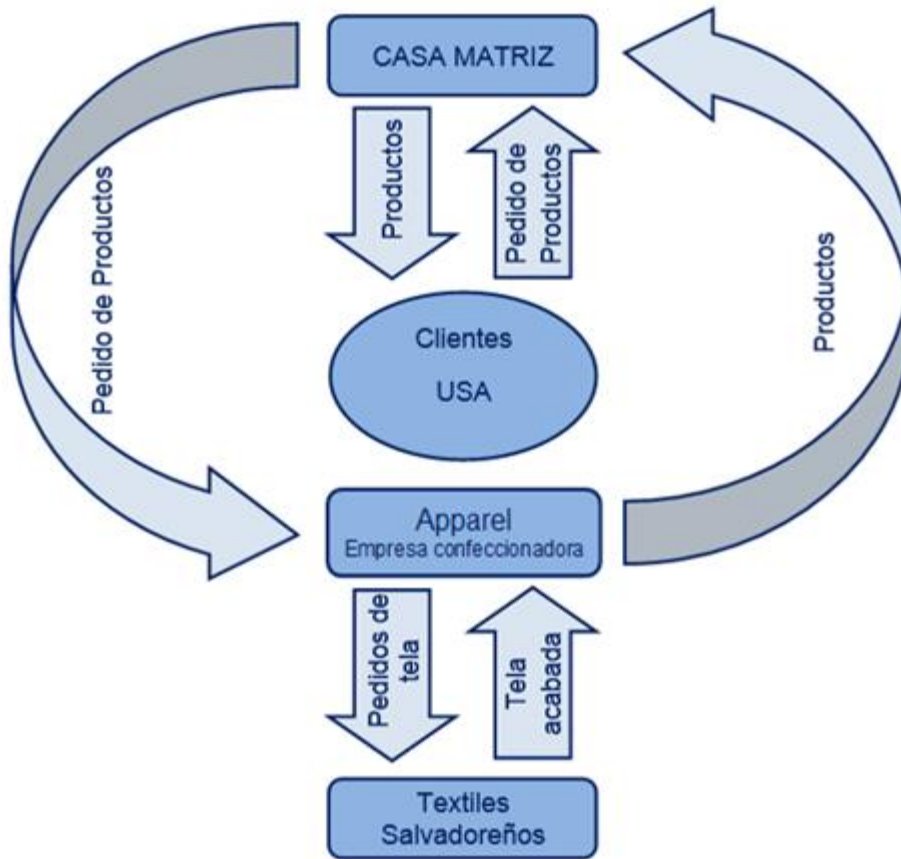 CASA MATRIZ
Productos
Pedido de
Productos
Pedido de Productos
Clientes
USA
Productos
Apparel
Empresa confeccionadora
Pedidos de
tela
Tela
acabada
Textiles
Salvadoreños